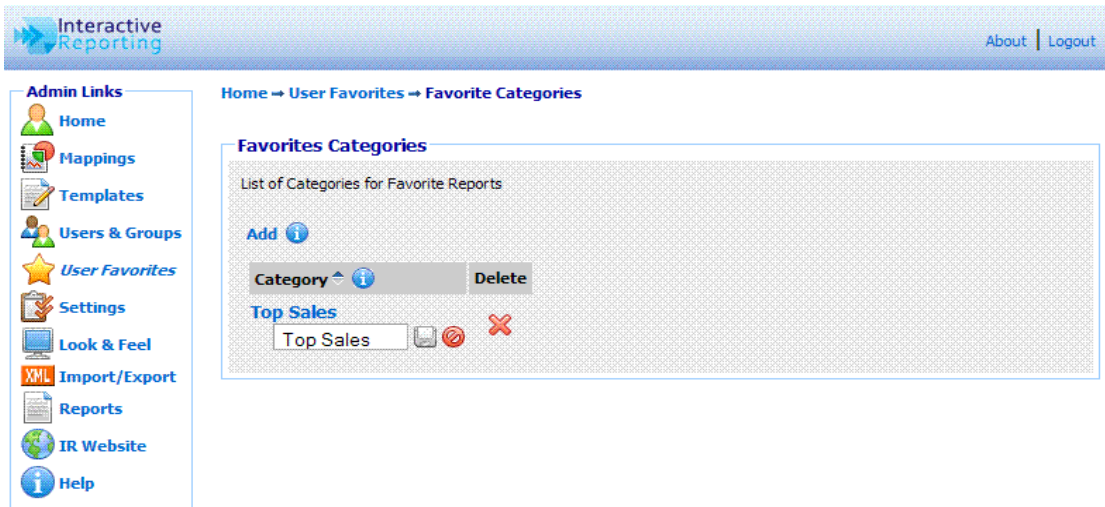 Interactive
Reporting
About | Logout
Admin Links
Home
Mappings
Templates
Users & Groups
User Favorites
Settings
Look & Feel
XML Import/Export
Reports
IR Website
Help
Home → User Favorites → Favorite Categories
Favorites Categories
List of Categories for Favorite Reports
Add
Category Delete
Top Sales
Top Sales